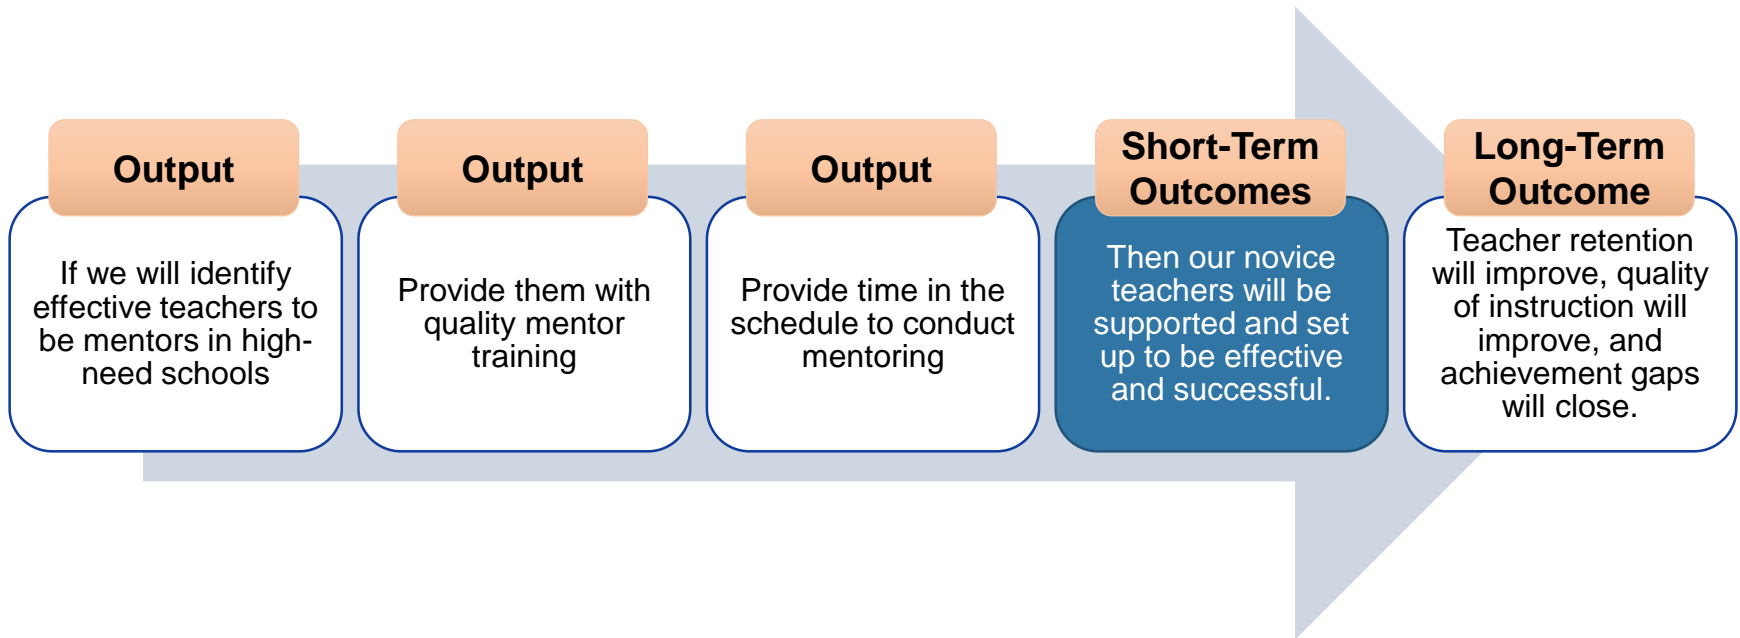 Output
If we will identify
effective teachers to
be mentors in high-
need schools
Output
Provide them with
quality mentor
training
Output
Provide time in the
schedule to conduct
mentoring
Short-Term
Outcomes
Then our novice
teachers will be
supported and set
up to be effective
and successful.
Long-Term
Outcome
Teacher retention
will improve, quality
of instruction will
improve, and
achievement gaps
will close.